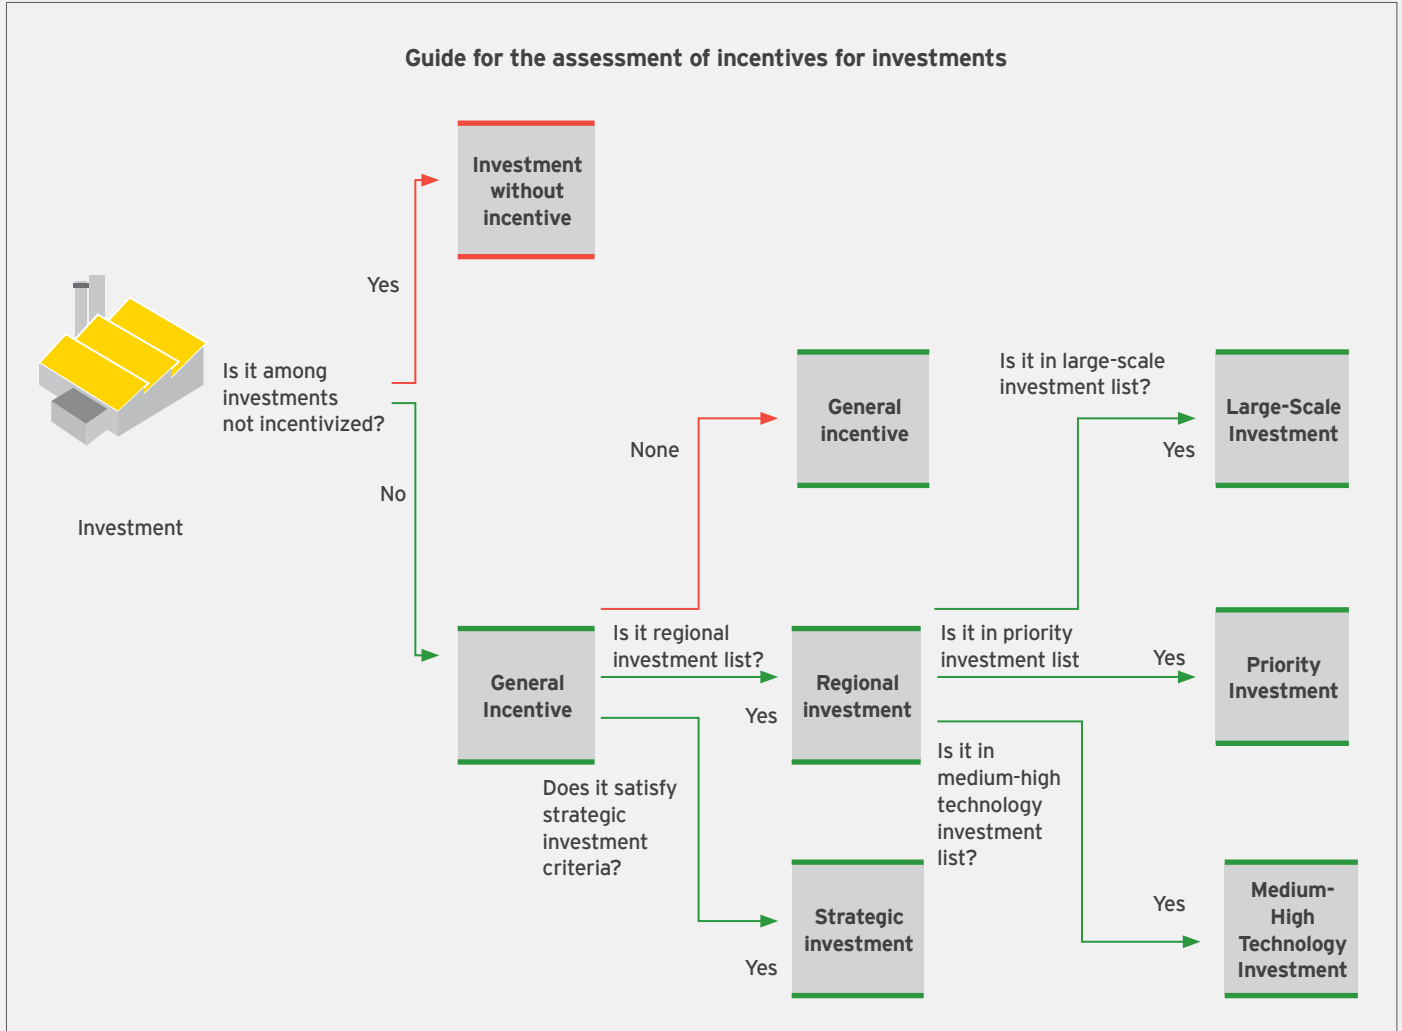 Guide for the assessment of incentives for investments
Investment
without
incentive
Yes
Is it among
investments
not incentivized?
No
Investment
General
incentive
None
Is it in large-scale
investment list?
Large-Scale
Investment
Yes
General
Incentive
Is it regional
investment list?
Yes
Regional
investment
Is it in priority
investment list
Yes
Priority
Investment
Does it satisfy
strategic
investment
criteria?
Yes
Strategic
investment
Is it in
medium-high
technology
investment
list?
Yes
Medium-
High
Technology
Investment